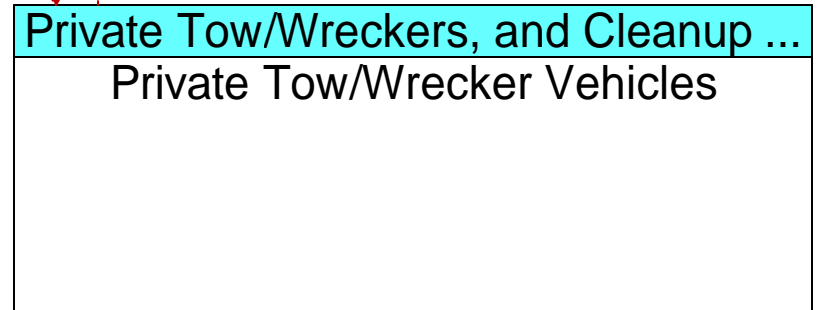 Private Tow/Wreckers, and Cleanup ...
Private Tow/Wrecker Vehicles